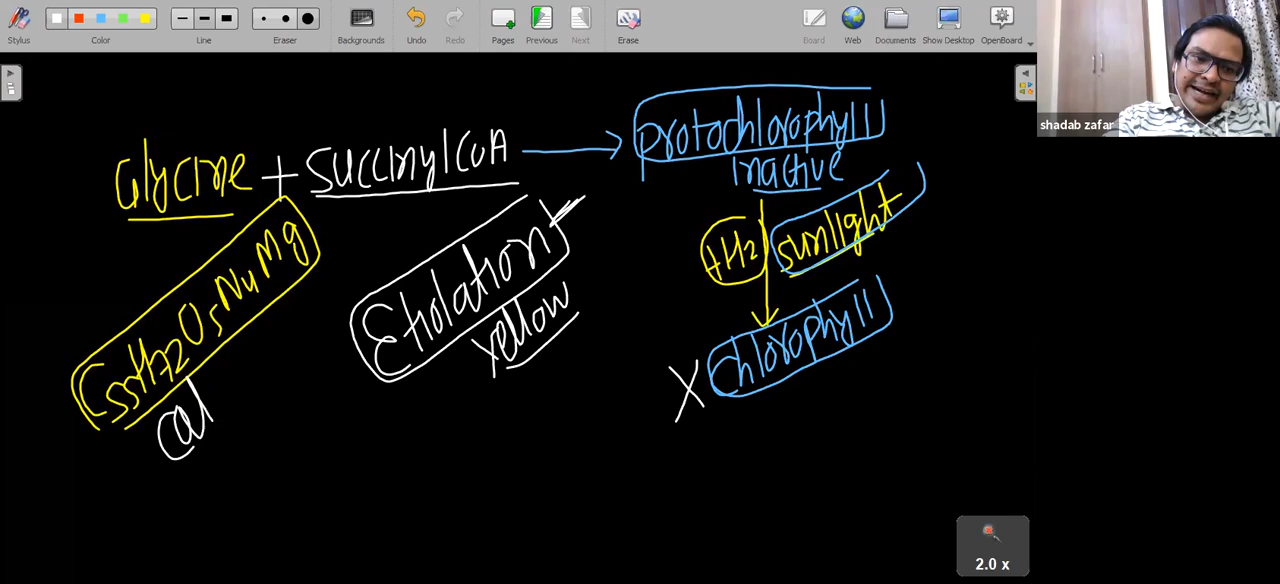 Stylus
Color
Line
Eraser
Backgrounds
Undo
Redo
Pages
Previous
Next
Erase
Board
Web
Documents
Show Desktop
OpenBoard
shadab zafar
Glycine + SuccinylCoA → protochlorophyll
inactive
+H2 sunlight
chlorophyll
X
Etiolation
Yellow
C55H72O5N4Mg
2.0 x